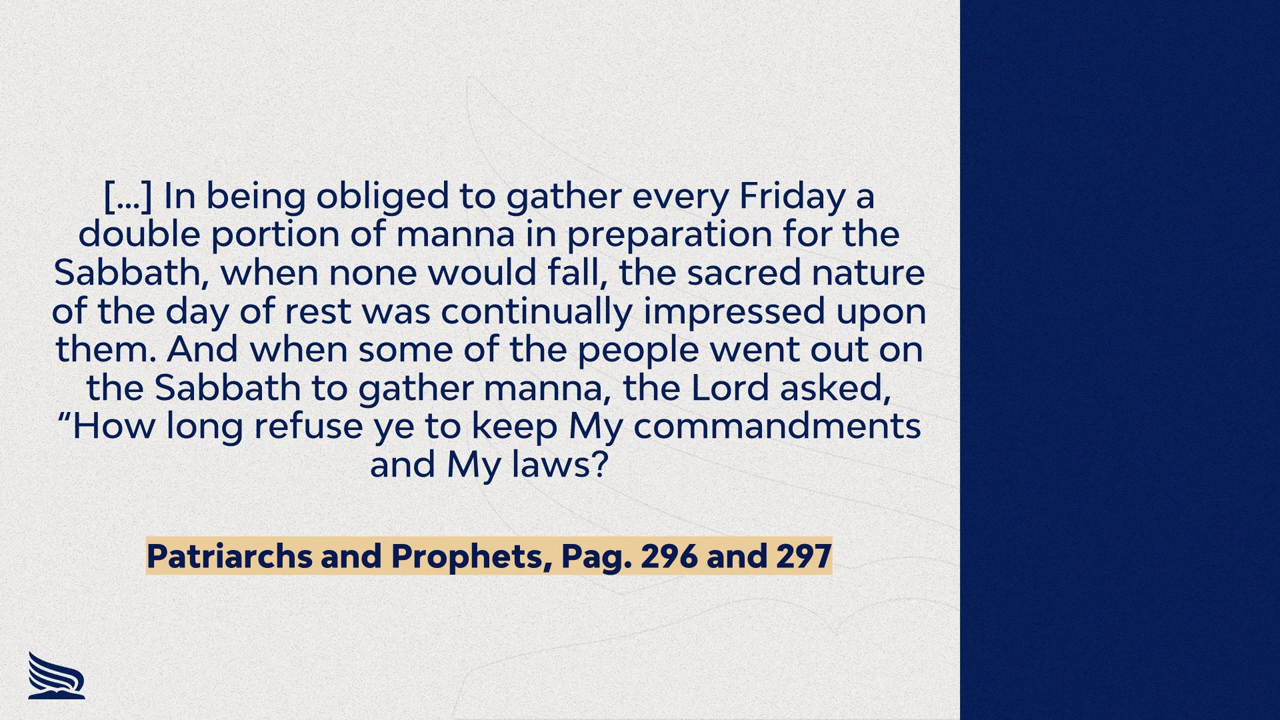 [...] In being obliged to gather every Friday a
double portion of manna in preparation for the
Sabbath, when none would fall, the sacred nature
of the day of rest was continually impressed upon
them. And when some of the people went out on
the Sabbath to gather manna, the Lord asked,
“How long refuse ye to keep My commandments
and My laws?
Patriarchs and Prophets, Pag. 296 and 297